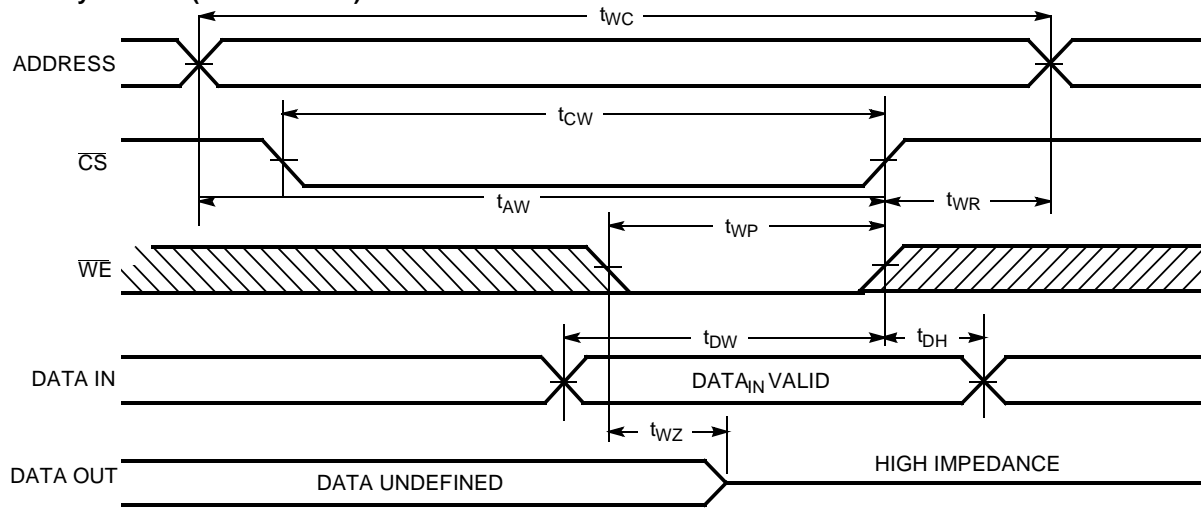 tWC
ADDRESS
tCW
CS
tAW
tWR
tWP
WE
tDW
tDH
DATA IN
DATAIN VALID
tWZ
DATA OUT
DATA UNDEFINED
HIGH IMPEDANCE